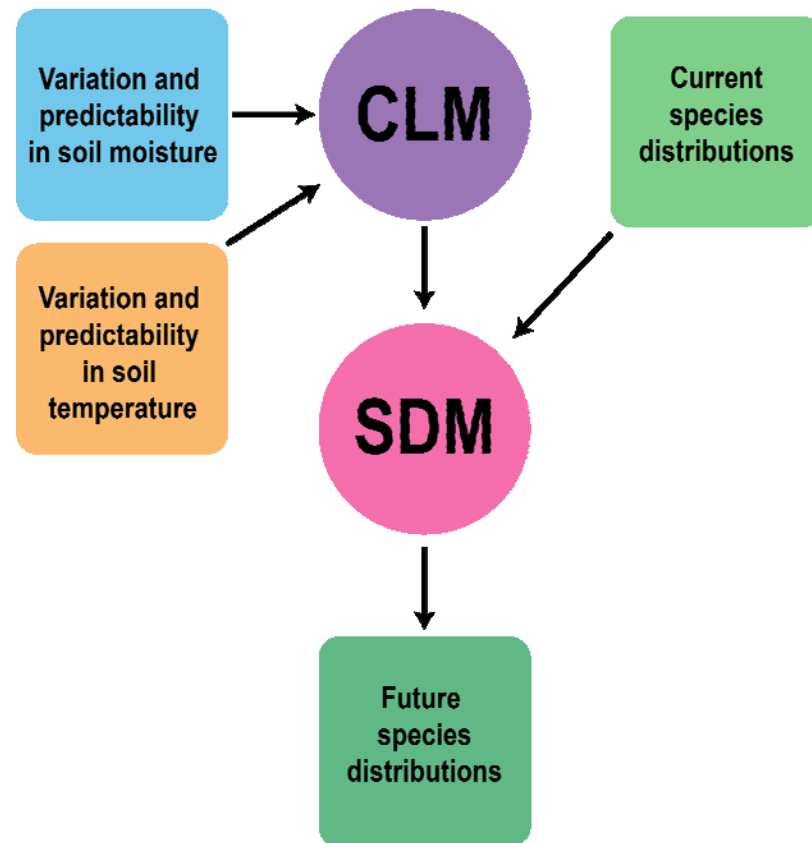 Variation and
predictability
in soil moisture
CLM
Current
species
distributions
Variation and
predictability
in soil
temperature
SDM
Future
species
distributions